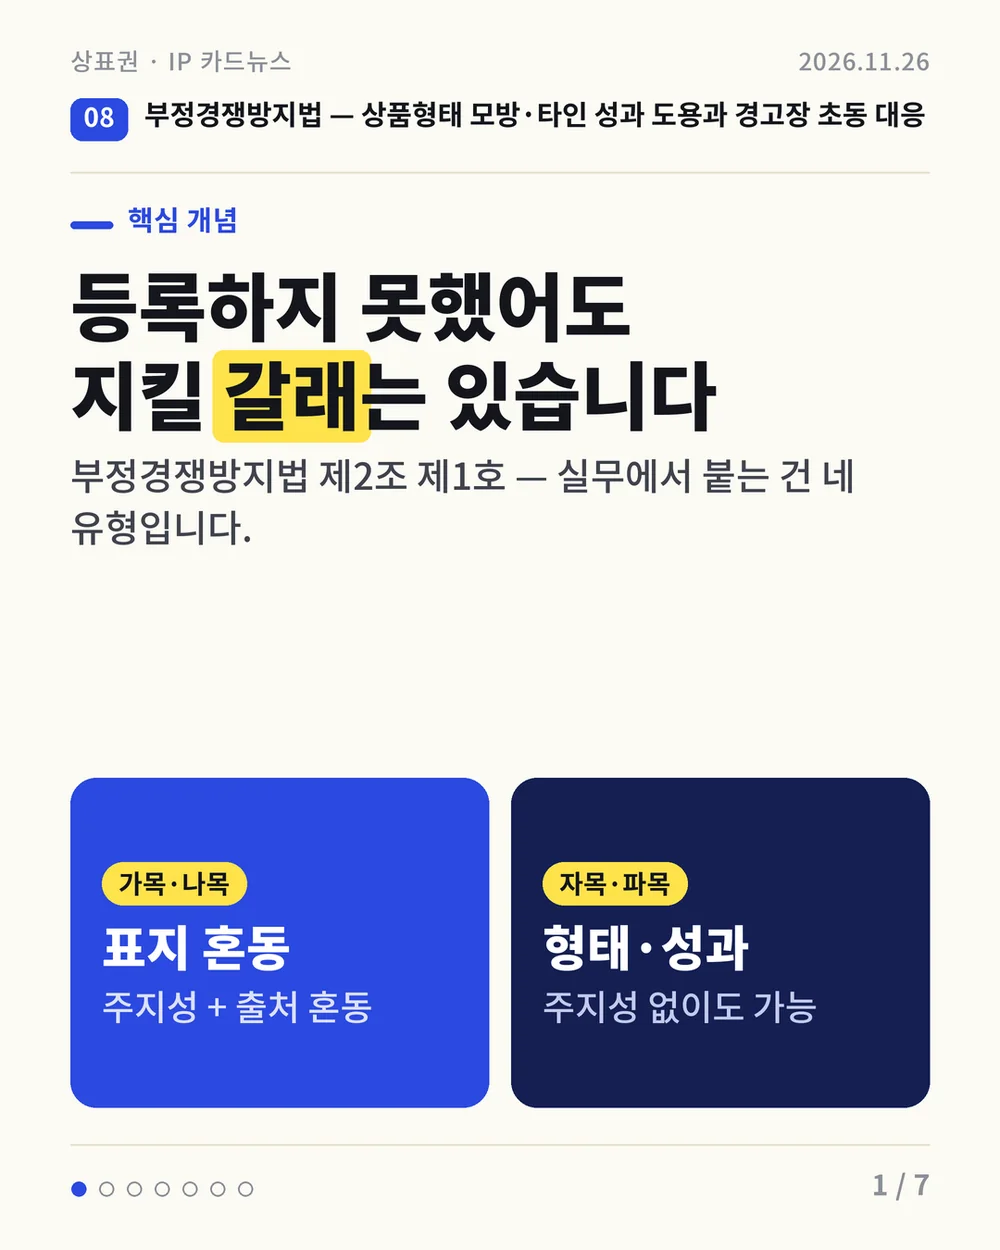 상표권 · IP 카드뉴스
2026.11.26
08 부정경쟁방지법 — 상품형태 모방·타인 성과 도용과 경고장 초동 대응
핵심 개념
등록하지 못했어도
지킬 갈래는 있습니다
부정경쟁방지법 제2조 제1호 — 실무에서 붙는 건 네
유형입니다.
가목·나목
표지 혼동
주지성 + 출처 혼동
자목·파목
형태·성과
주지성 없이도 가능
1 / 7